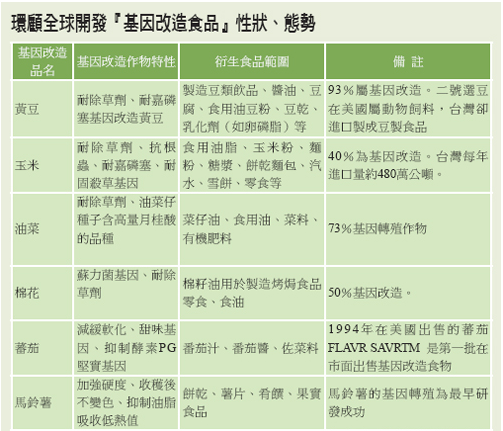 環顧全球開發『基因改造食品』性狀、態勢
基因改造
品名
基因改造作物特性
衍生食品範圍
備 註
黃豆
耐除草劑、耐嘉磷
塞基因改造黃豆
製造豆類飲品、醬油、豆
腐、食用油豆粉、豆乾、
乳化劑（如卵磷脂）等
93%屬基因改造。二號選豆
在美國屬動物飼料，台灣卻
進口製成豆製食品
玉米
耐除草劑、抗根
蟲、耐嘉磷塞、耐
固殺草基因
食用油脂、玉米粉、麵
粉、糖漿、餅乾麵包、汽
水、雪餅、零食等
40%為基因改造。台灣每年
進口量約480萬公噸。
油菜
耐除草劑、油菜仔
種子含高量月桂酸
的品種
菜仔油、食用油、菜料、
有機肥料
73%基因轉殖作物
棉花
蘇力菌基因、耐除
草劑
棉籽油用於製造烤焗食品
零食、食油
50%基因改造。
蕃茄
減緩軟化、甜味基
因、抑制酵素PG
堅實基因
番茄汁、番茄醬、佐菜料
1994年在美國出售的蕃茄
FLAVR SAVRTM 是第一批在
市面出售基因改造食物
馬鈴薯
加強硬度、收穫後
不變色、抑制油脂
吸收低熱值
餅乾、薯片、肴饌、果實
食品
馬鈴薯的基因轉殖為最早研
發成功